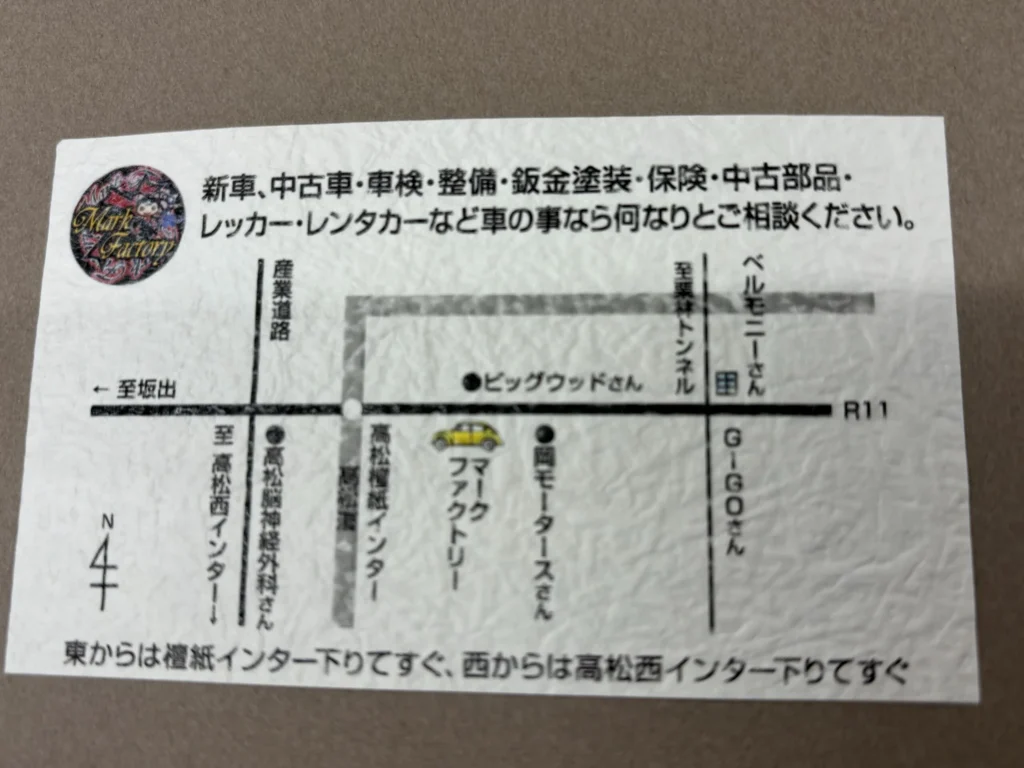 Mark
Factory
新車、中古車・車検・整備・鈑金塗装・保険・中古部品・
レッカー・レンタカーなど車の事なら何なりとご相談ください。
産業道路
至栗林トンネル
ベルモニーさん
← 至坂出
ビッグウッドさん
R11
至 高松西インター→
高松脳神経外科さん
高松道
高松檀紙インター
マーク
ファクトリー
岡モータースさん
G-GOさん
N
東からは檀紙インター下りてすぐ、西からは高松西インター下りてすぐ